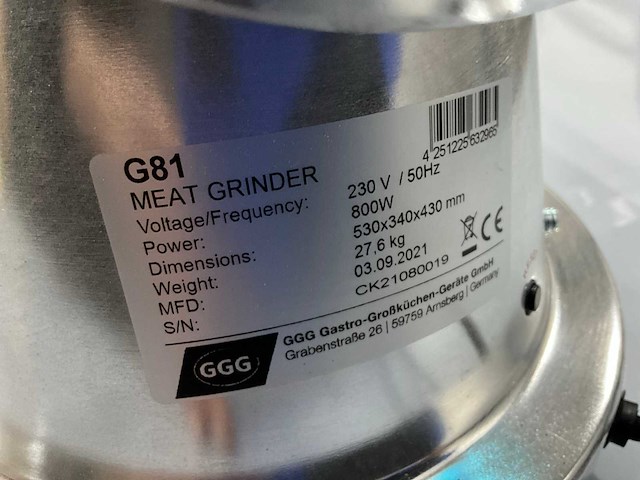 G81
MEAT GRINDER
Voltage/Frequency: 230 V / 50Hz
Power: 800W
Dimensions: 530x340x430 mm
Weight: 27,6 kg
MFD: 03.09.2021
S/N: CK21080019
4 251225 632965
CE
GGG
GGG Gastro-Großküchen-Geräte GmbH
Grabenstraße 26 | 59759 Arnsberg | Germany